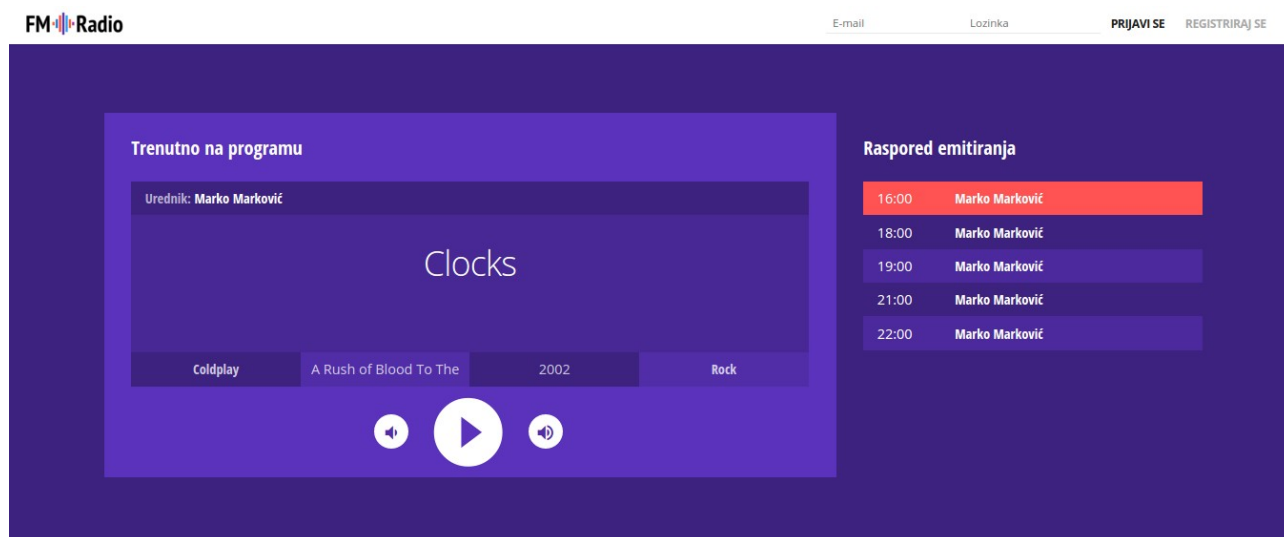 FM Radio
E-mail Lozinka PRIJAVI SE REGISTRIRAJ SE
Trenutno na programu
Urednik: Marko Marković
Clocks
Coldplay A Rush of Blood To The 2002 Rock
Raspored emitiranja
16:00 Marko Marković
18:00 Marko Marković
19:00 Marko Marković
21:00 Marko Marković
22:00 Marko Marković